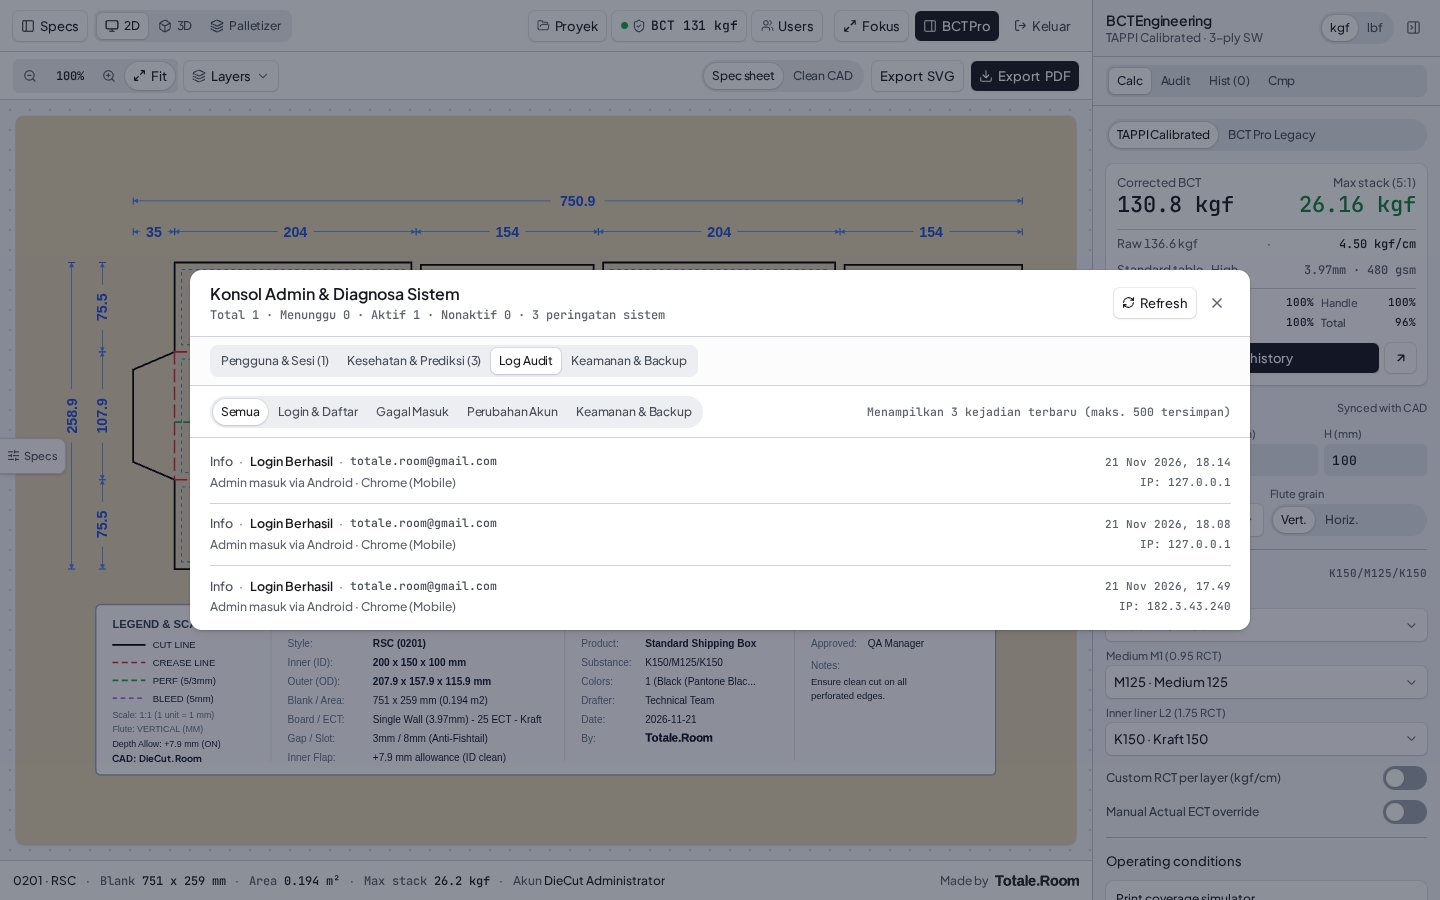 Specs
2D
3D
Palletizer
Proyek
BCT 131 kgf
Users
Fokus
BCTPro
Keluar
BCTEngineering
TAPPI Calibrated · 3-ply SW
kgf
lbf
100%
Fit
Layers
Spec sheet
Clean CAD
Export SVG
Export PDF
Calc
Audit
Hist (0)
Cmp
TAPPI Calibrated
BCT Pro Legacy
Corrected BCT
Max stack (5:1)
130.8 kgf
26.16 kgf
Raw 136.6 kgf
·
4.50 kgf/cm
Standard table · High
3.97mm · 480 gsm
100% Handle 100%
100% Total 96%
history
Synced with CAD
H (mm)
100
Flute grain
Vert.
Horiz.
K150/M125/K150
Medium M1 (0.95 RCT)
M125 · Medium 125
Inner liner L2 (1.75 RCT)
K150 · Kraft 150
Custom RCT per layer (kgf/cm)
Manual Actual ECT override
Operating conditions
Print coverage simulator
750.9
35
204
154
204
154
75.5
258.9
107.9
75.5
Specs
Konsol Admin & Diagnosa Sistem
Total 1 · Menunggu 0 · Aktif 1 · Nonaktif 0 · 3 peringatan sistem
Refresh
Pengguna & Sesi (1)
Kesehatan & Prediksi (3)
Log Audit
Keamanan & Backup
Semua
Login & Daftar
Gagal Masuk
Perubahan Akun
Keamanan & Backup
Menampilkan 3 kejadian terbaru (maks. 500 tersimpan)
Info · Login Berhasil · totale.room@gmail.com
21 Nov 2026, 18.14
Admin masuk via Android · Chrome (Mobile)
IP: 127.0.0.1
Info · Login Berhasil · totale.room@gmail.com
21 Nov 2026, 18.08
Admin masuk via Android · Chrome (Mobile)
IP: 127.0.0.1
Info · Login Berhasil · totale.room@gmail.com
21 Nov 2026, 17.49
Admin masuk via Android · Chrome (Mobile)
IP: 182.3.43.240
LEGEND &
CUT LINE
CREASE LINE
PERF (5/3mm)
BLEED (5mm)
Scale: 1:1 (1 unit = 1 mm)
Flute: VERTICAL (MM)
Depth Allow: +7.9 mm (ON)
CAD: DieCut.Room
Style: RSC (0201)
Inner (ID): 200 x 150 x 100 mm
Outer (OD): 207.9 x 157.9 x 115.9 mm
Blank / Area: 751 x 259 mm (0.194 m2)
Board / ECT: Single Wall (3.97mm) - 25 ECT - Kraft
Gap / Slot: 3mm / 8mm (Anti-Fishtail)
Inner Flap: +7.9 mm allowance (ID clean)
Product: Standard Shipping Box
Substance: K150/M125/K150
Colors: 1 (Black (Pantone Blac...
Drafter: Technical Team
Date: 2026-11-21
By: Totale.Room
Approved: QA Manager
Notes:
Ensure clean cut on all
perforated edges.
0201 · RSC · Blank 751 x 259 mm · Area 0.194 m² · Max stack 26.2 kgf · Akun DieCut Administrator
Made by Totale.Room